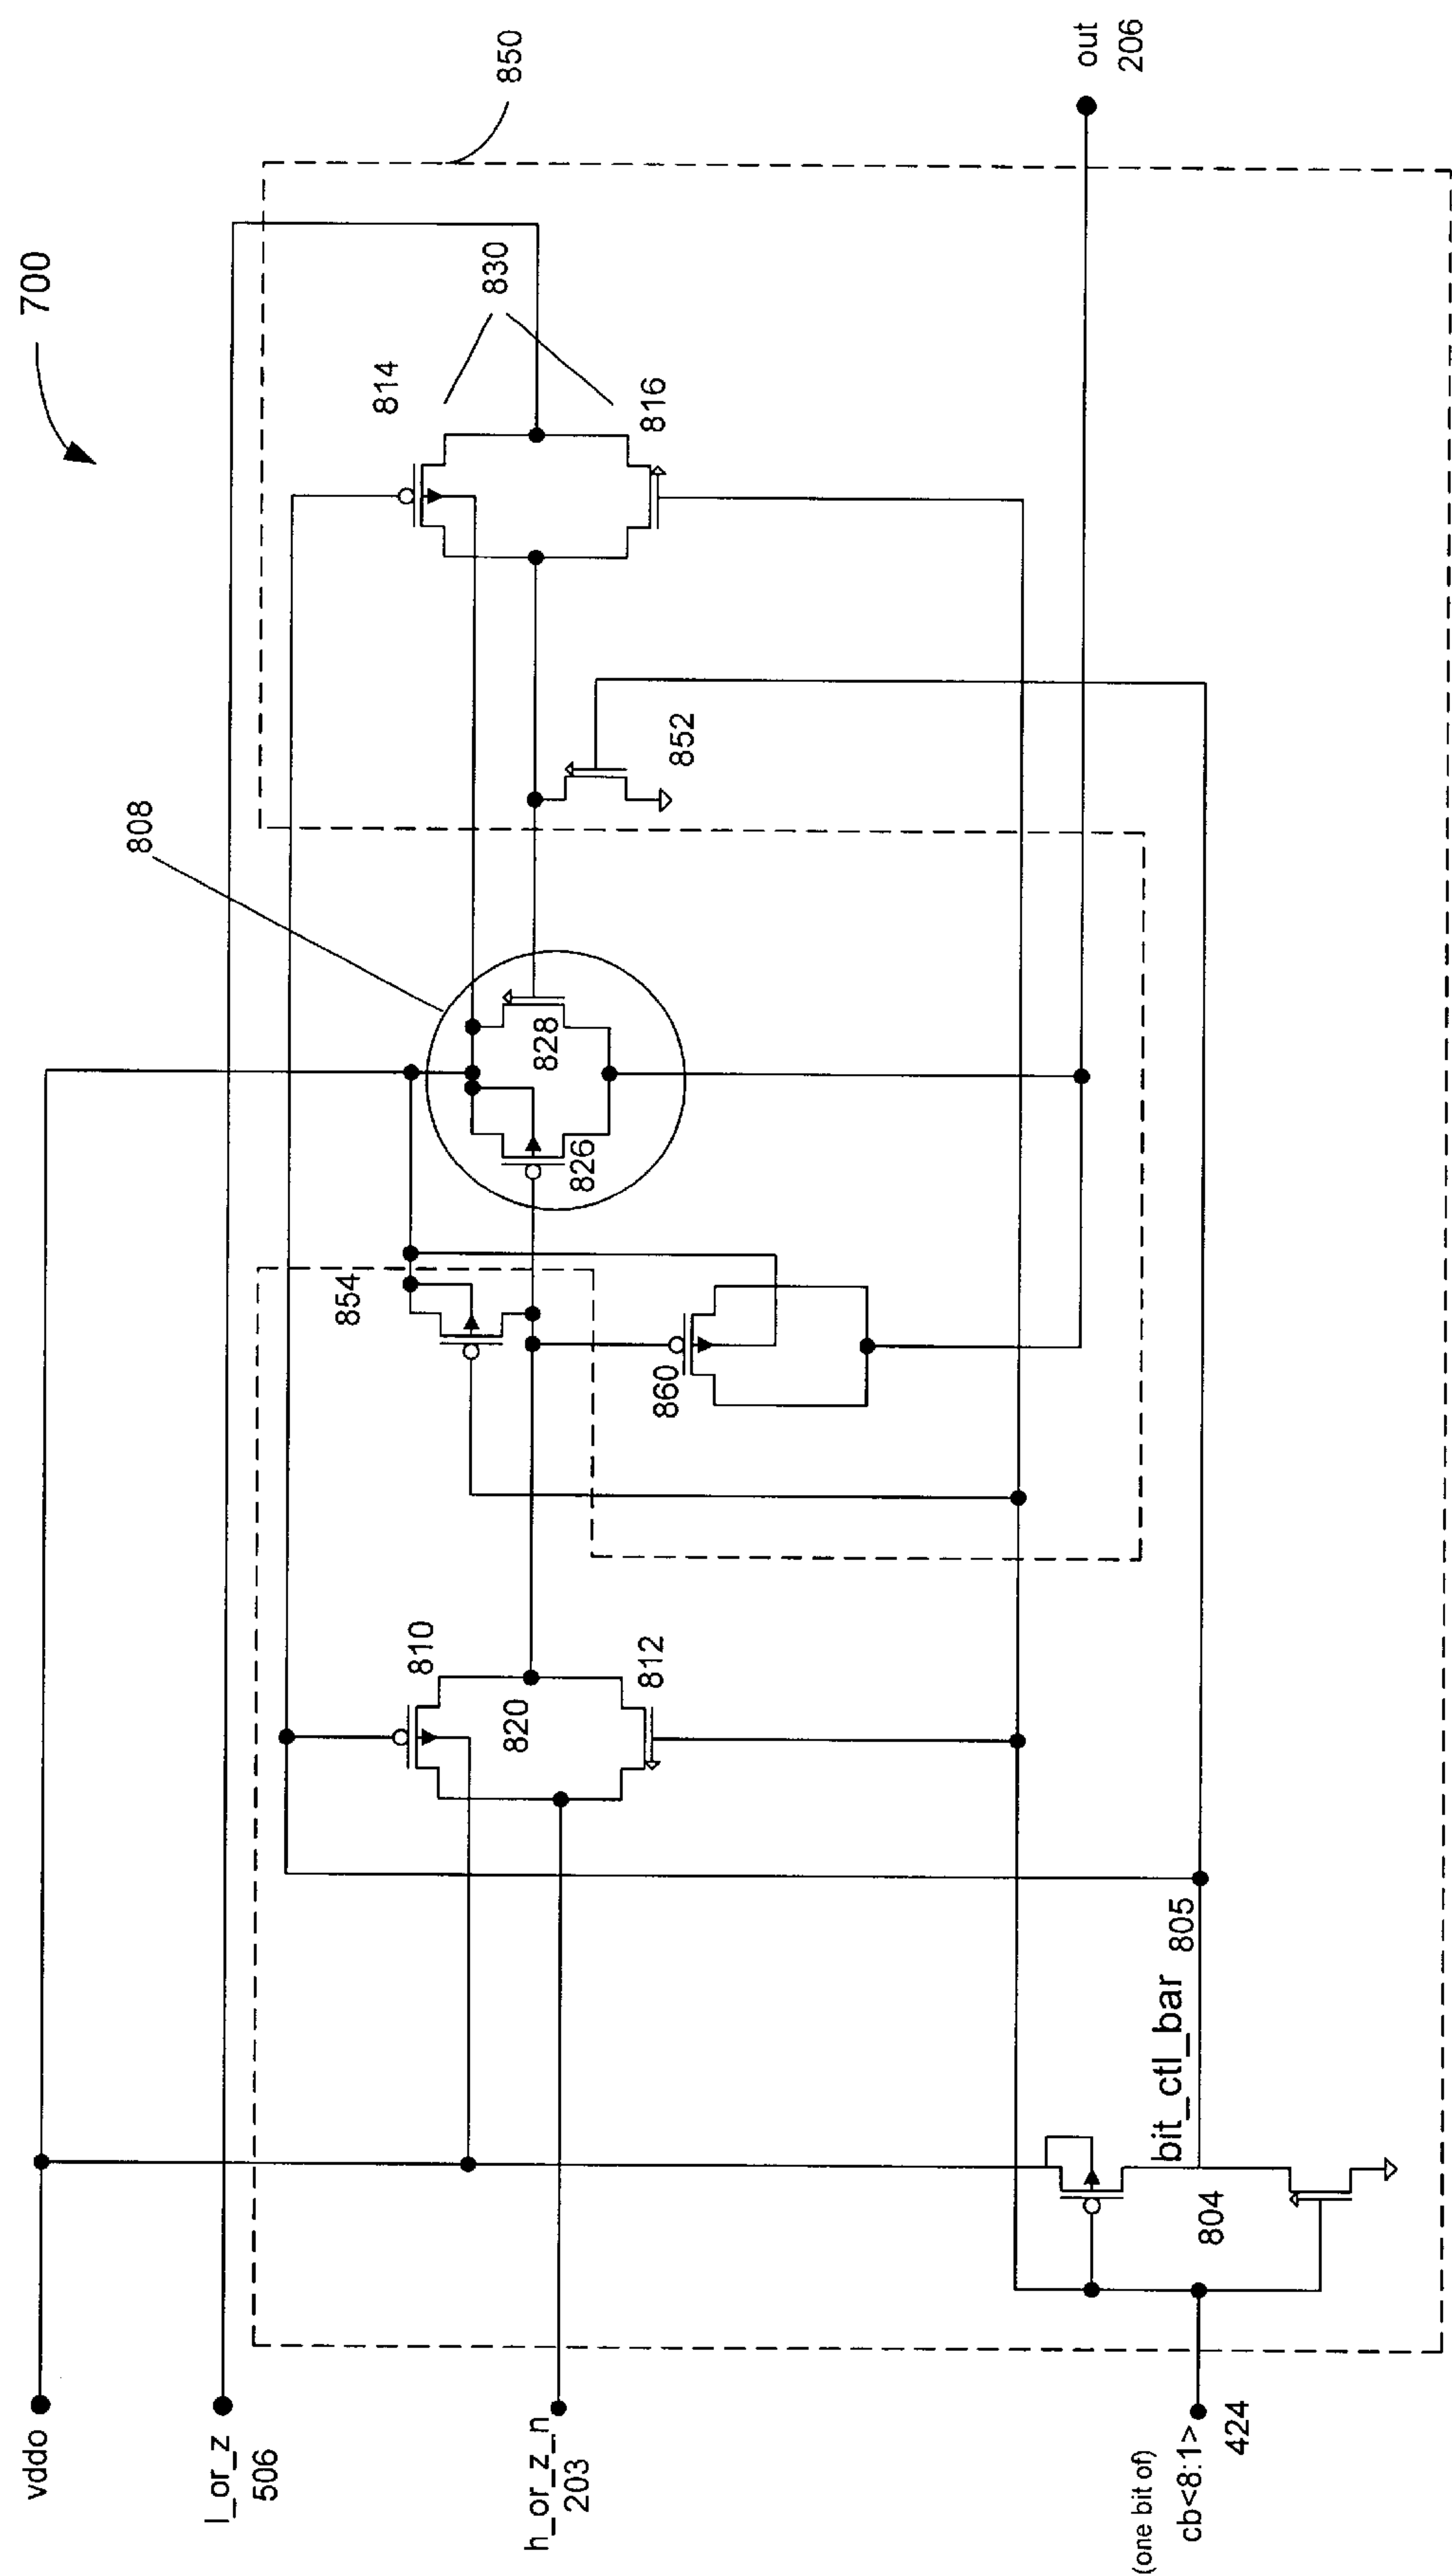 700
850
808
830
814
816
out
206
852
828
826
854
860
810
820
812
bit_ctl_bar 805
804
vddo
l_or_z
506
h_or_z_n
203
(one bit of)
cb<8:1>
424